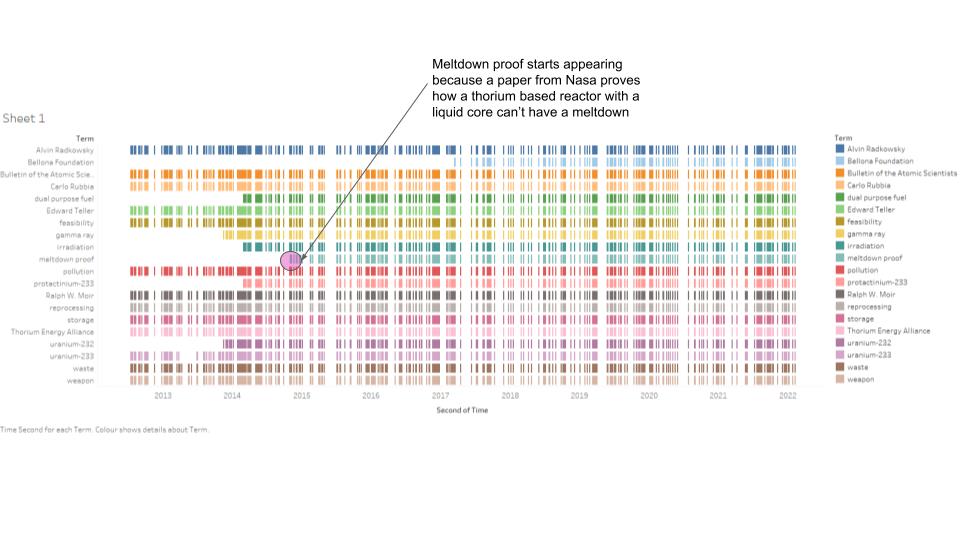 Meltdown proof starts appearing
because a paper from Nasa proves
how a thorium based reactor with a
liquid core can't have a meltdown
Sheet 1
Term
Alvin Radkowsky
Bellona Foundation
Bulletin of the Atomic Scie..
Carlo Rubbia
dual purpose fuel
Edward Teller
feasibility
gamma ray
irradiation
meltdown proof
pollution
protactinium-233
Ralph W. Moir
reprocessing
storage
Thorium Energy Alliance
uranium-232
uranium-233
waste
weapon
2013 2014 2015 2016 2017 2018 2019 2020 2021 2022
Second of Time
Term
Alvin Radkowsky
Bellona Foundation
Bulletin of the Atomic Scientists
Carlo Rubbia
dual purpose fuel
Edward Teller
feasibility
gamma ray
irradiation
meltdown proof
pollution
protactinium-233
Ralph W. Moir
reprocessing
storage
Thorium Energy Alliance
uranium-232
uranium-233
waste
weapon
Time Second for each Term. Colour shows details about Term.